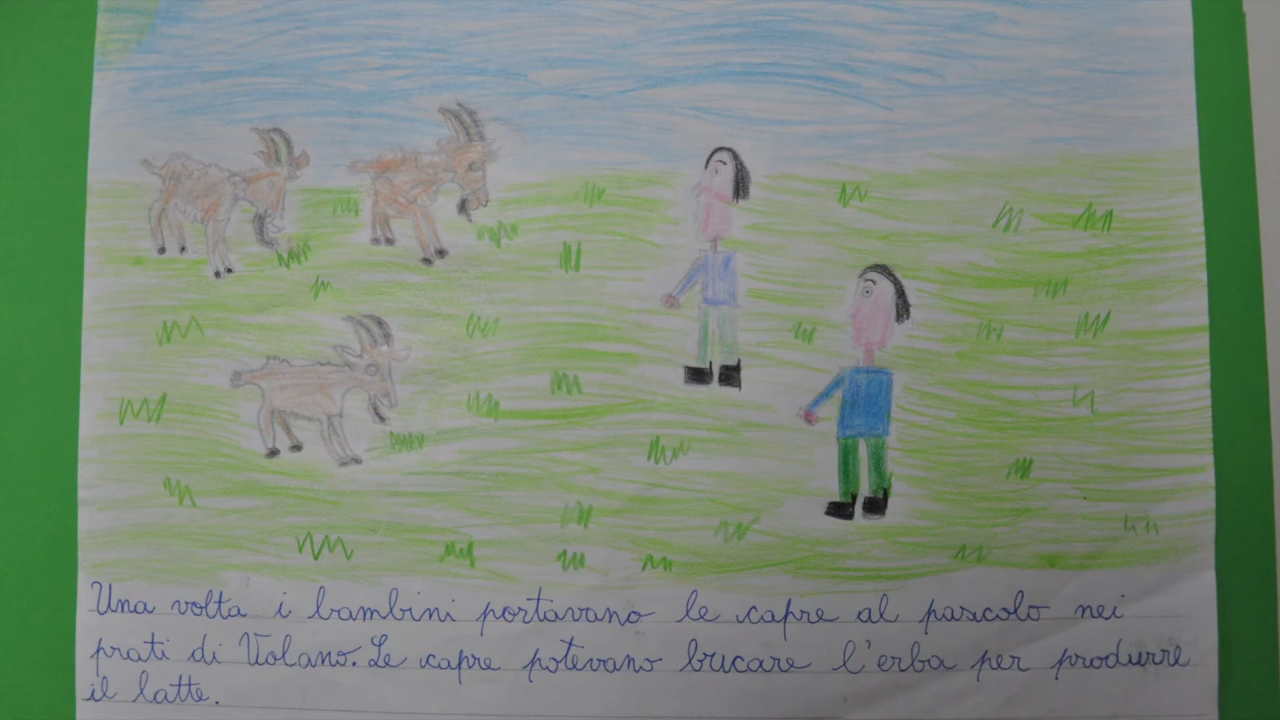 Una volta i bambini portavano le capre al pascolo nei
prati di Volano. Le capre potevano brucare l'erba per produrre
il latte.